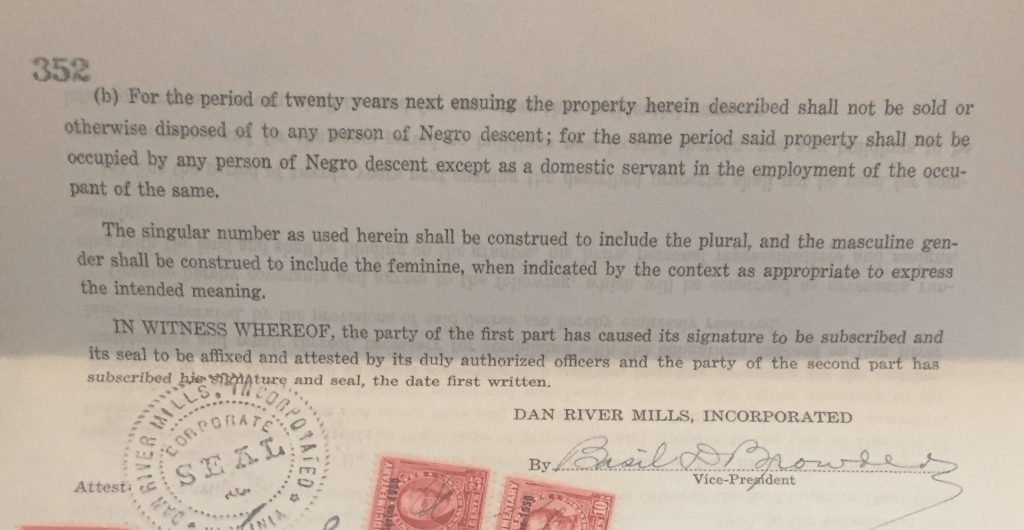 352
(b) For the period of twenty years next ensuing the property herein described shall not be sold or
otherwise disposed of to any person of Negro descent; for the same period said property shall not be
occupied by any person of Negro descent except as a domestic servant in the employment of the occu-
pant of the same.
The singular number as used herein shall be construed to include the plural, and the masculine gen-
der shall be construed to include the feminine, when indicated by the context as appropriate to express
the intended meaning.
IN WITNESS WHEREOF, the party of the first part has caused its signature to be subscribed and
its seal to be affixed and attested by its duly authorized officers and the party of the second part has
subscribed his signature and seal, the date first written.
DAN RIVER MILLS, INCORPORATED
CORPORATE
SEAL
DAN RIVER MILLS, INCORPORATED
By Basil D Browder
Vice-President
Attest: